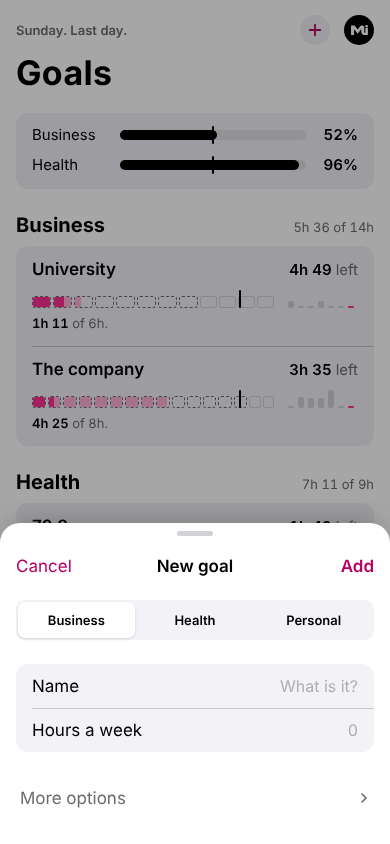 Sunday. Last day.
Mi
Goals
Business 52%
Health 96%
Business 5h 36 of 14h
University 4h 49 left
1h 11 of 6h.
The company 3h 35 left
4h 25 of 8h.
Health 7h 11 of 9h
Cancel New goal Add
Business Health Personal
Name What is it?
Hours a week 0
More options